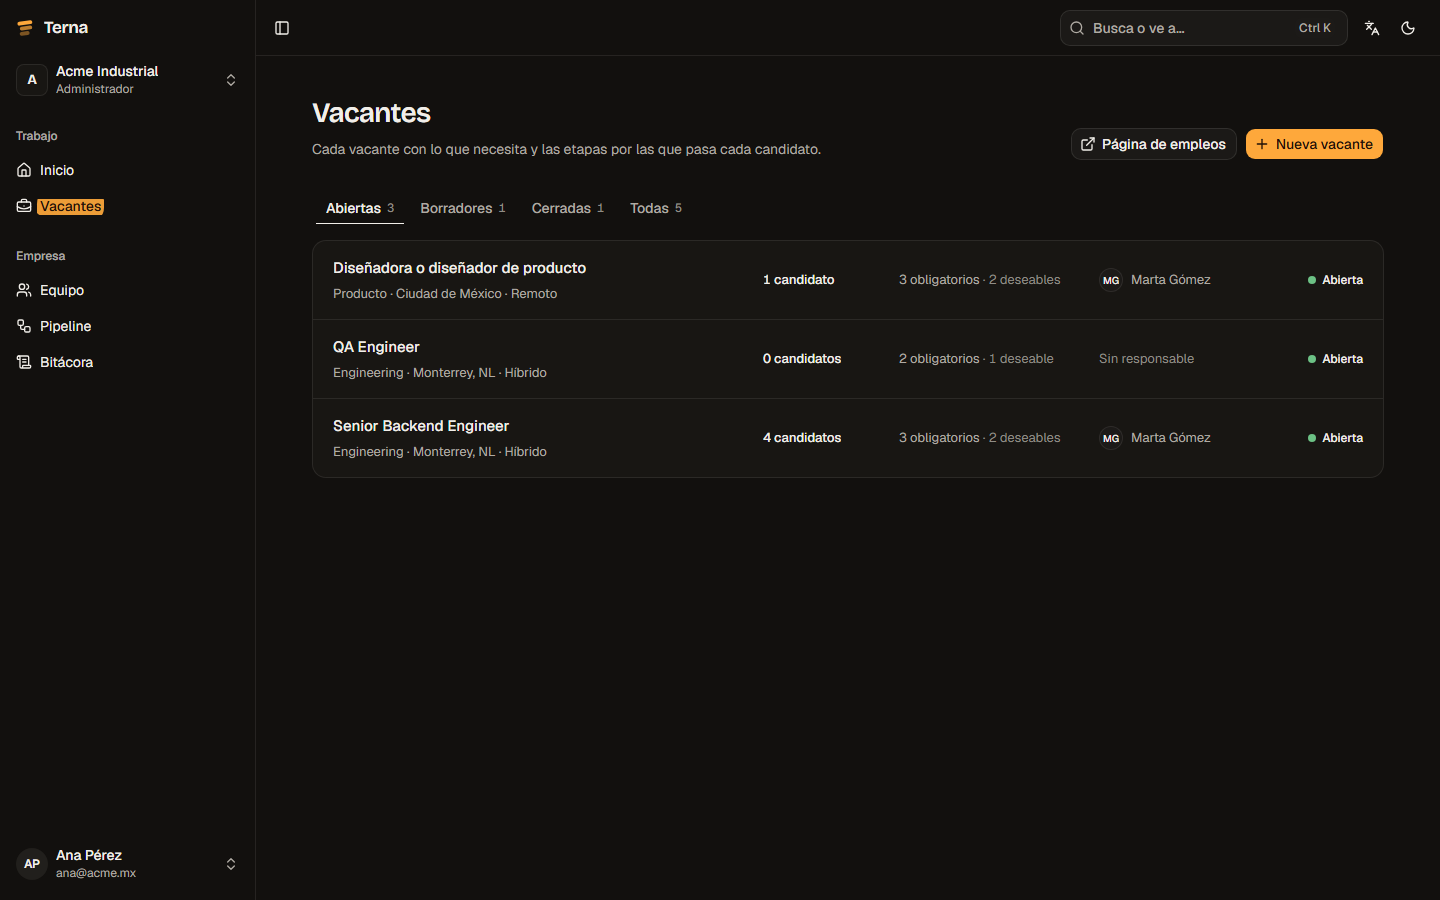 Terna
Acme Industrial
Administrador
Trabajo
Inicio
Vacantes
Empresa
Equipo
Pipeline
Bitácora
AP
Ana Pérez
ana@acme.mx
A
Busca o ve a...
Ctrl K
Vacantes
Cada vacante con lo que necesita y las etapas por las que pasa cada candidato.
Página de empleos
Nueva vacante
Abiertas 3 Borradores 1 Cerradas 1 Todas 5
Diseñadora o diseñador de producto
Producto · Ciudad de México · Remoto
1 candidato
3 obligatorios · 2 deseables
MG Marta Gómez
Abierta
QA Engineer
Engineering · Monterrey, NL · Híbrido
0 candidatos
2 obligatorios · 1 deseable
Sin responsable
Abierta
Senior Backend Engineer
Engineering · Monterrey, NL · Híbrido
4 candidatos
3 obligatorios · 2 deseables
MG Marta Gómez
Abierta